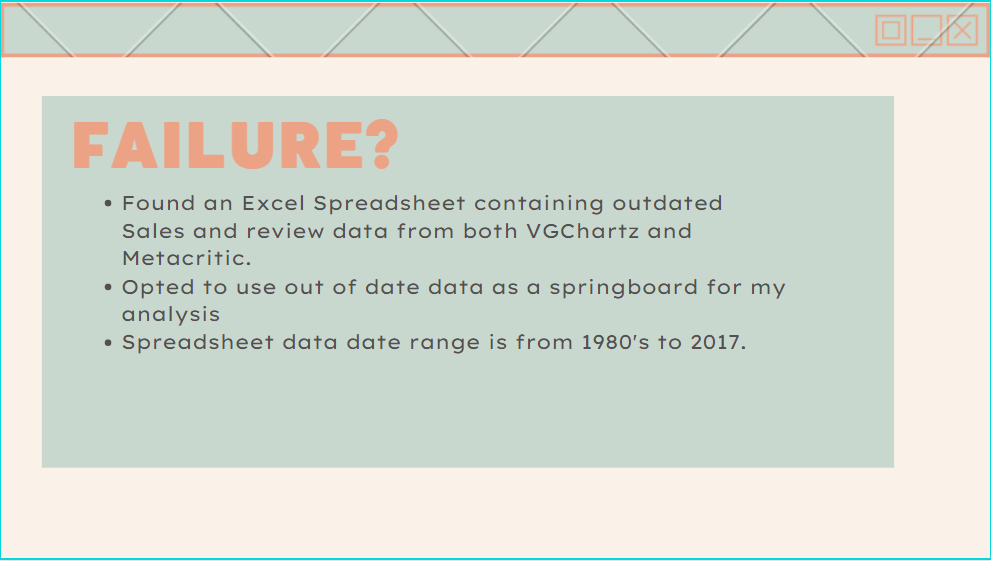 FAILURE?
• Found an Excel Spreadsheet containing outdated
Sales and review data from both VGChartz and
Metacritic.
• Opted to use out of date data as a springboard for my
analysis
• Spreadsheet data date range is from 1980's to 2017.